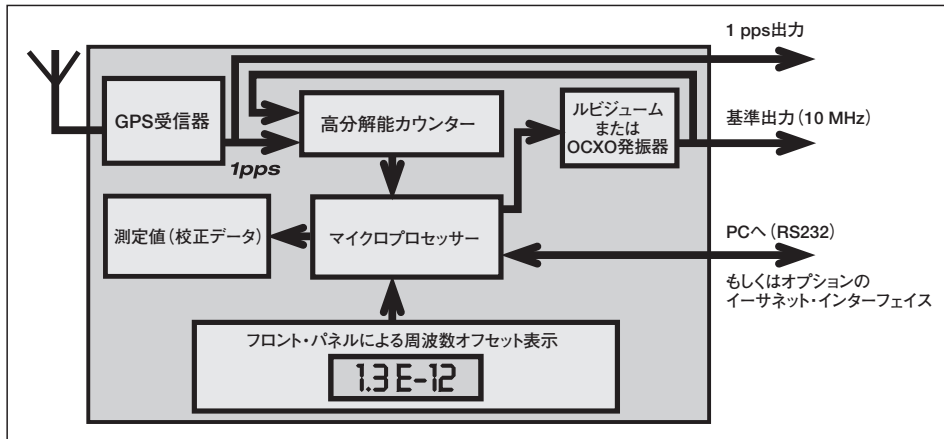 1 pps出力
GPS受信器
高分解能カウンター
ルビジューム
または
OCXO発振器
基準出力（10 MHz）
1pps
測定値（校正データ）
マイクロプロセッサー
PCへ（RS232）
もしくはオプションの
イーサネット・インターフェイス
フロント・パネルによる周波数オフセット表示
1.3E-12